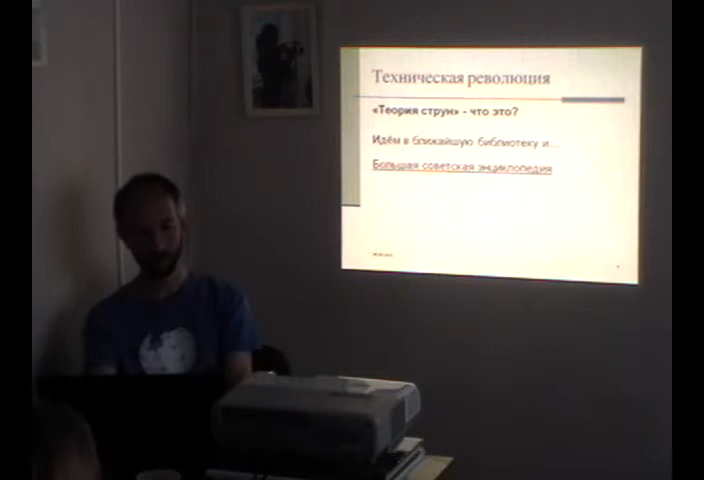 Техническая революция
«Теория струн» - что это?
Идём в ближайшую библиотеку и...
Большая советская энциклопедия